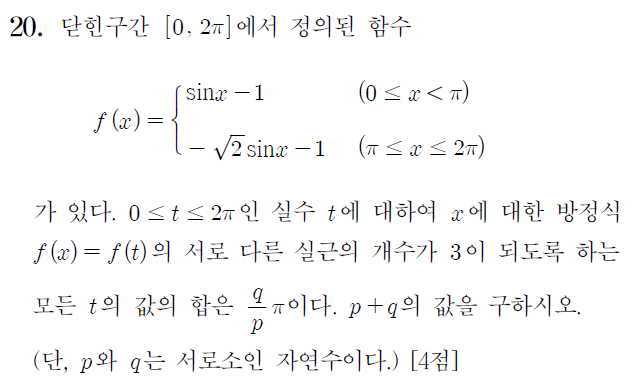 20. 닫힌구간 [0, 2π]에서 정의된 함수
f(x) = { sinx − 1 (0 ≤ x < π)
− √2 sinx − 1 (π ≤ x ≤ 2π)
가 있다. 0 ≤ t ≤ 2π인 실수 t에 대하여 x에 대한 방정식
f(x) = f(t)의 서로 다른 실근의 개수가 3이 되도록 하는
모든 t의 값의 합은 q/p π이다. p+q의 값을 구하시오.
(단, p와 q는 서로소인 자연수이다.) [4점]